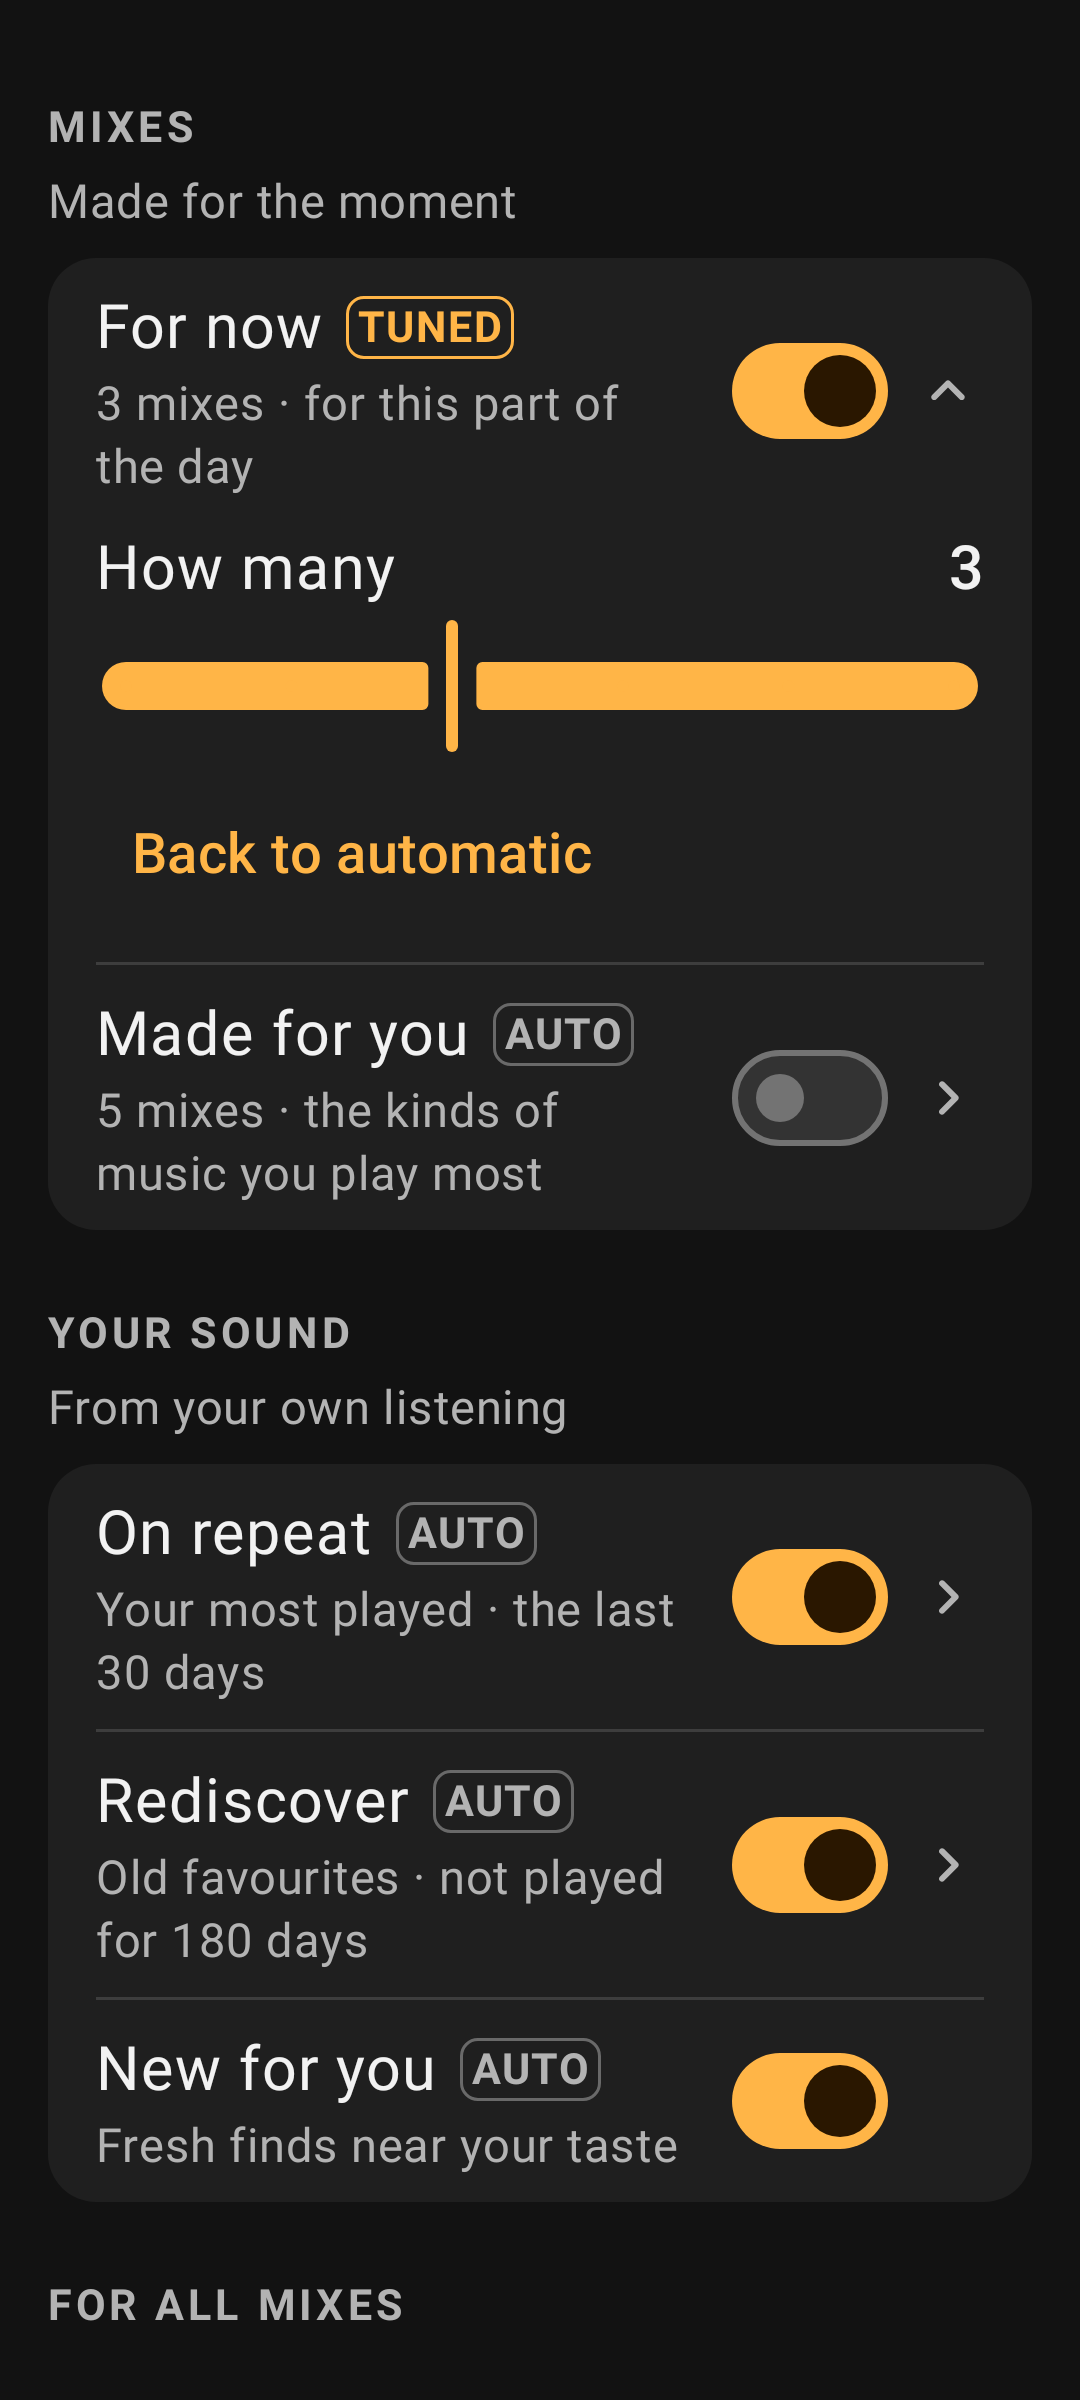 MIXES
Made for the moment
For now TUNED
3 mixes · for this part of
the day
How many 3
Back to automatic
Made for you AUTO
5 mixes · the kinds of
music you play most
YOUR SOUND
From your own listening
On repeat AUTO
Your most played · the last
30 days
Rediscover AUTO
Old favourites · not played
for 180 days
New for you AUTO
Fresh finds near your taste
FOR ALL MIXES